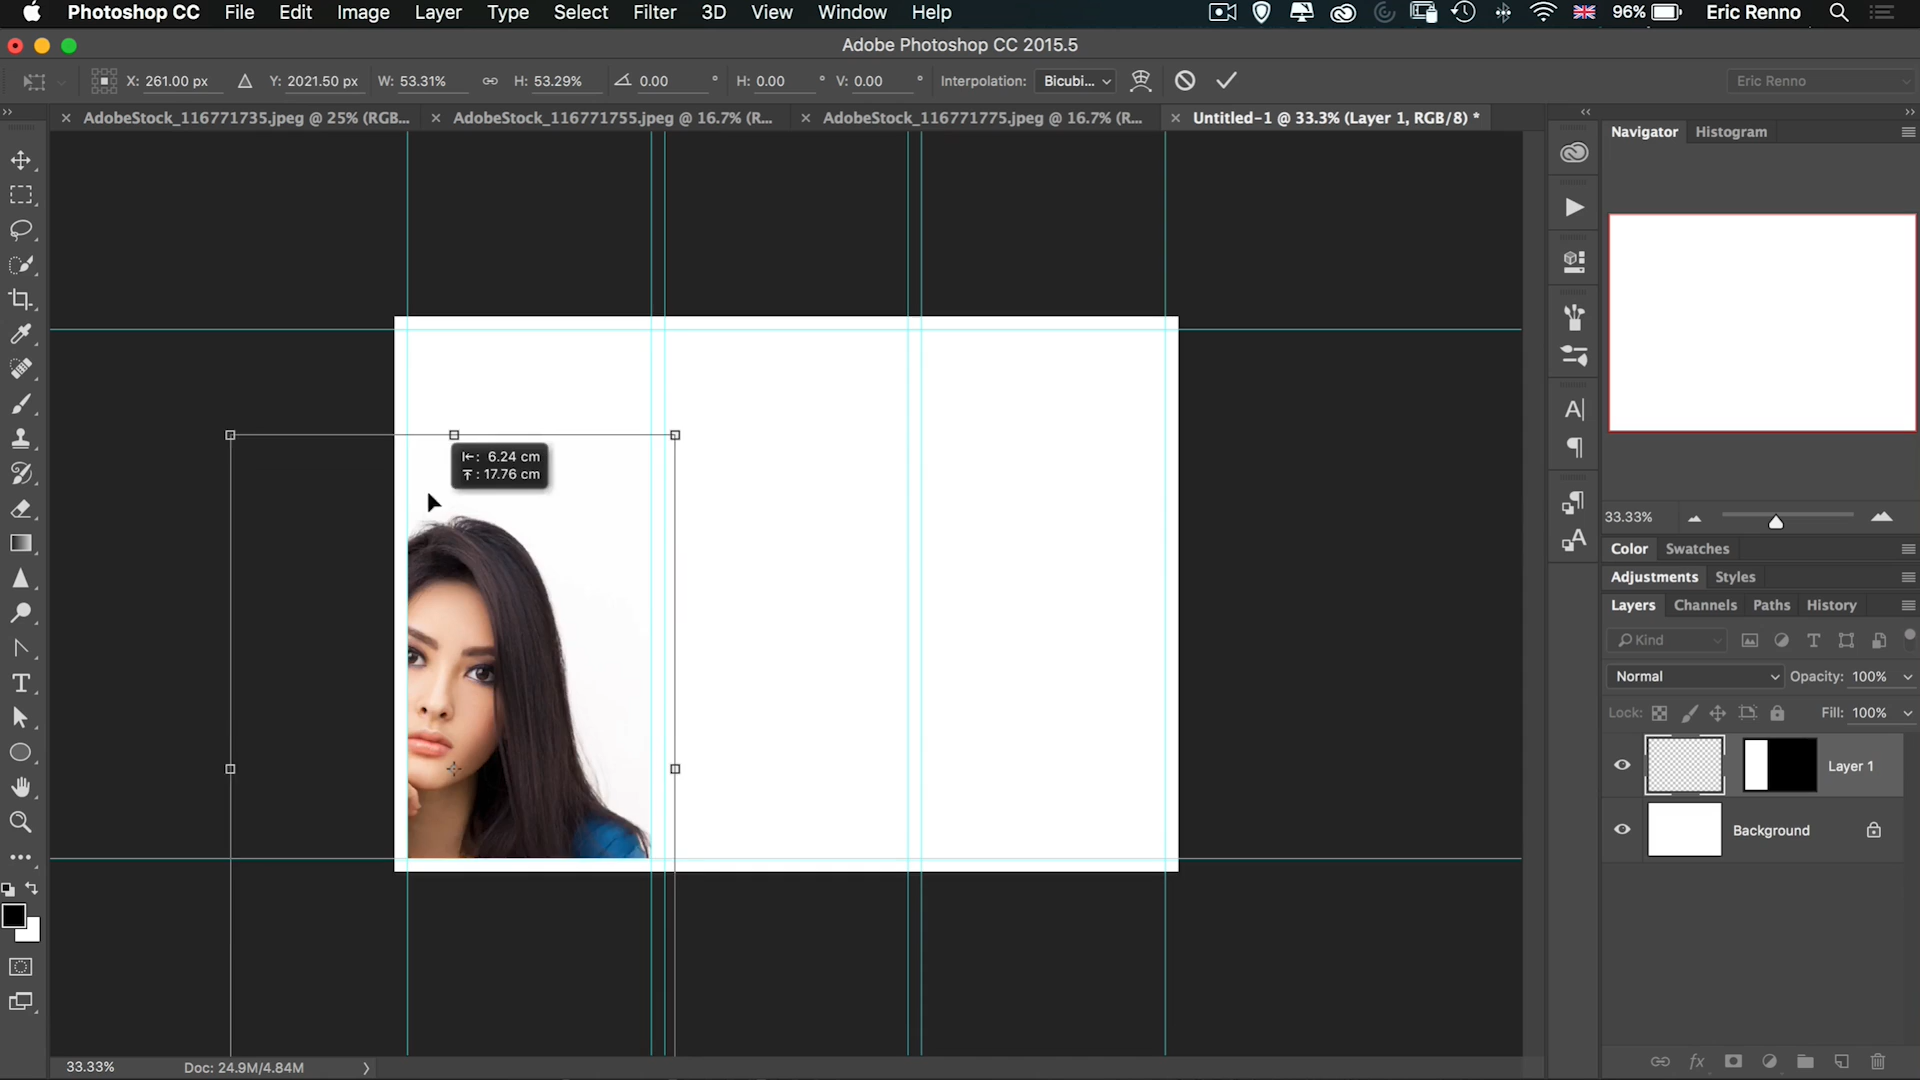 Photoshop CC File Edit Image Layer Type Select Filter 3D View Window Help 96% Eric Renno
Adobe Photoshop CC 2015.5
X: 261.00 px Y: 2021.50 px W: 53.31% H: 53.29% 0.00 ° H: 0.00 ° V: 0.00 ° Interpolation: Bicubi... Eric Renno
AdobeStock_116771735.jpeg @ 25% (RGB... AdobeStock_116771755.jpeg @ 16.7% (R... AdobeStock_116771775.jpeg @ 16.7% (R... Untitled-1 @ 33.3% (Layer 1, RGB/8) *
Navigator Histogram
6.24 cm
17.76 cm
33.33%
Color Swatches
Adjustments Styles
Layers Channels Paths History
Kind
Normal Opacity: 100%
Lock: Fill: 100%
Layer 1
Background
33.33% Doc: 24.9M/4.84M